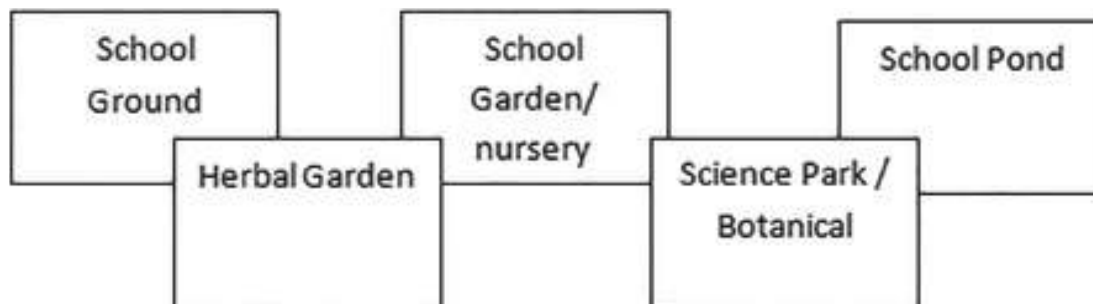 School
Ground
Herbal Garden
School
Garden/
nursery
Science Park /
Botanical
School Pond